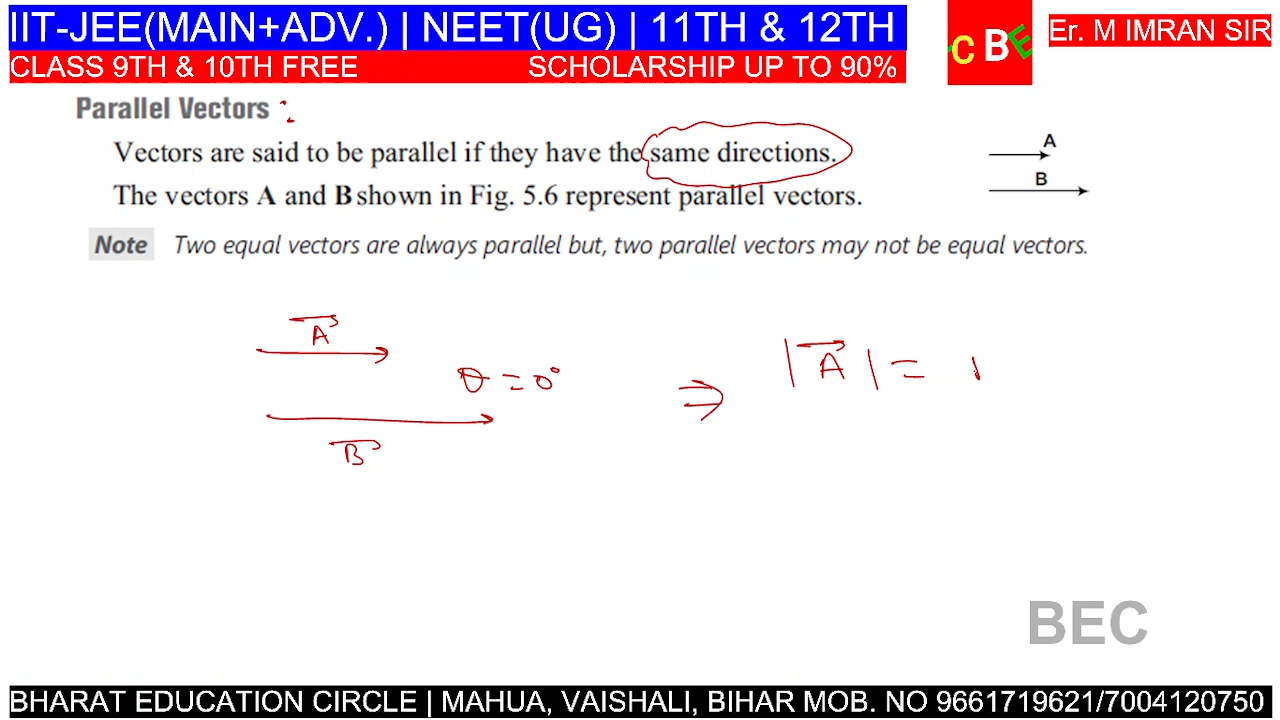 IIT-JEE(MAIN+ADV.) | NEET(UG) | 11TH & 12TH
CLASS 9TH & 10TH FREE SCHOLARSHIP UP TO 90%
CBE
Er. M IMRAN SIR
Parallel Vectors :
Vectors are said to be parallel if they have the same directions.
The vectors A and B shown in Fig. 5.6 represent parallel vectors.
A
B
Note Two equal vectors are always parallel but, two parallel vectors may not be equal vectors.
A⃗
θ = 0°
B⃗
⇒ |A⃗| =
BEC
BHARAT EDUCATION CIRCLE | MAHUA, VAISHALI, BIHAR MOB. NO 9661719621/7004120750